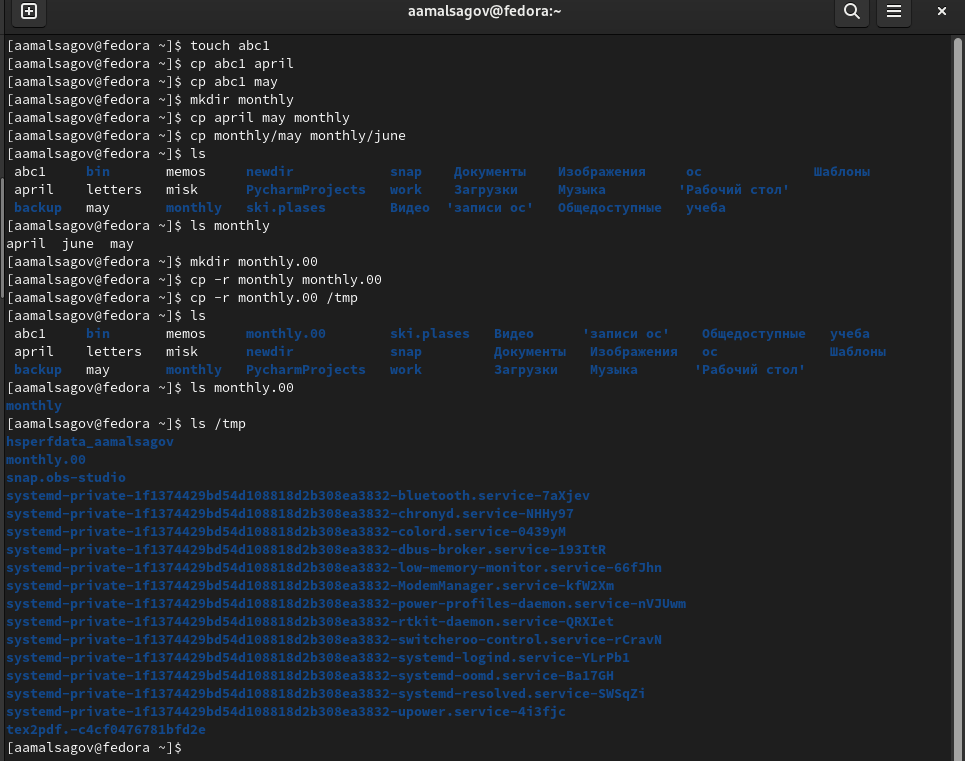 aamalsagov@fedora:~
[aamalsagov@fedora ~]$ touch abc1
[aamalsagov@fedora ~]$ cp abc1 april
[aamalsagov@fedora ~]$ cp abc1 may
[aamalsagov@fedora ~]$ mkdir monthly
[aamalsagov@fedora ~]$ cp april may monthly
[aamalsagov@fedora ~]$ cp monthly/may monthly/june
[aamalsagov@fedora ~]$ ls
abc1 bin memos newdir snap Документы Изображения ос Шаблоны
april letters misk PycharmProjects work Загрузки Музыка 'Рабочий стол'
backup may monthly ski.plases Видео 'записи ос' Общедоступные учеба
[aamalsagov@fedora ~]$ ls monthly
april june may
[aamalsagov@fedora ~]$ mkdir monthly.00
[aamalsagov@fedora ~]$ cp -r monthly monthly.00
[aamalsagov@fedora ~]$ cp -r monthly.00 /tmp
[aamalsagov@fedora ~]$ ls
abc1 bin memos monthly.00 ski.plases Видео 'записи ос' Общедоступные учеба
april letters misk newdir snap Документы Изображения ос Шаблоны
backup may monthly PycharmProjects work Загрузки Музыка 'Рабочий стол'
[aamalsagov@fedora ~]$ ls monthly.00
monthly
[aamalsagov@fedora ~]$ ls /tmp
hsperfdata_aamalsagov
monthly.00
snap.obs-studio
systemd-private-1f1374429bd54d108818d2b308ea3832-bluetooth.service-7aXjev
systemd-private-1f1374429bd54d108818d2b308ea3832-chronyd.service-NHHy97
systemd-private-1f1374429bd54d108818d2b308ea3832-colord.service-0439yM
systemd-private-1f1374429bd54d108818d2b308ea3832-dbus-broker.service-193ItR
systemd-private-1f1374429bd54d108818d2b308ea3832-low-memory-monitor.service-66fJhn
systemd-private-1f1374429bd54d108818d2b308ea3832-ModemManager.service-kfW2Xm
systemd-private-1f1374429bd54d108818d2b308ea3832-power-profiles-daemon.service-nVJUwm
systemd-private-1f1374429bd54d108818d2b308ea3832-rtkit-daemon.service-QRXIet
systemd-private-1f1374429bd54d108818d2b308ea3832-switcheroo-control.service-rCravN
systemd-private-1f1374429bd54d108818d2b308ea3832-systemd-logind.service-YLrPb1
systemd-private-1f1374429bd54d108818d2b308ea3832-systemd-oomd.service-Ba17GH
systemd-private-1f1374429bd54d108818d2b308ea3832-systemd-resolved.service-SWSqZi
systemd-private-1f1374429bd54d108818d2b308ea3832-upower.service-4i3fjc
tex2pdf.-c4cf0476781bfd2e
[aamalsagov@fedora ~]$